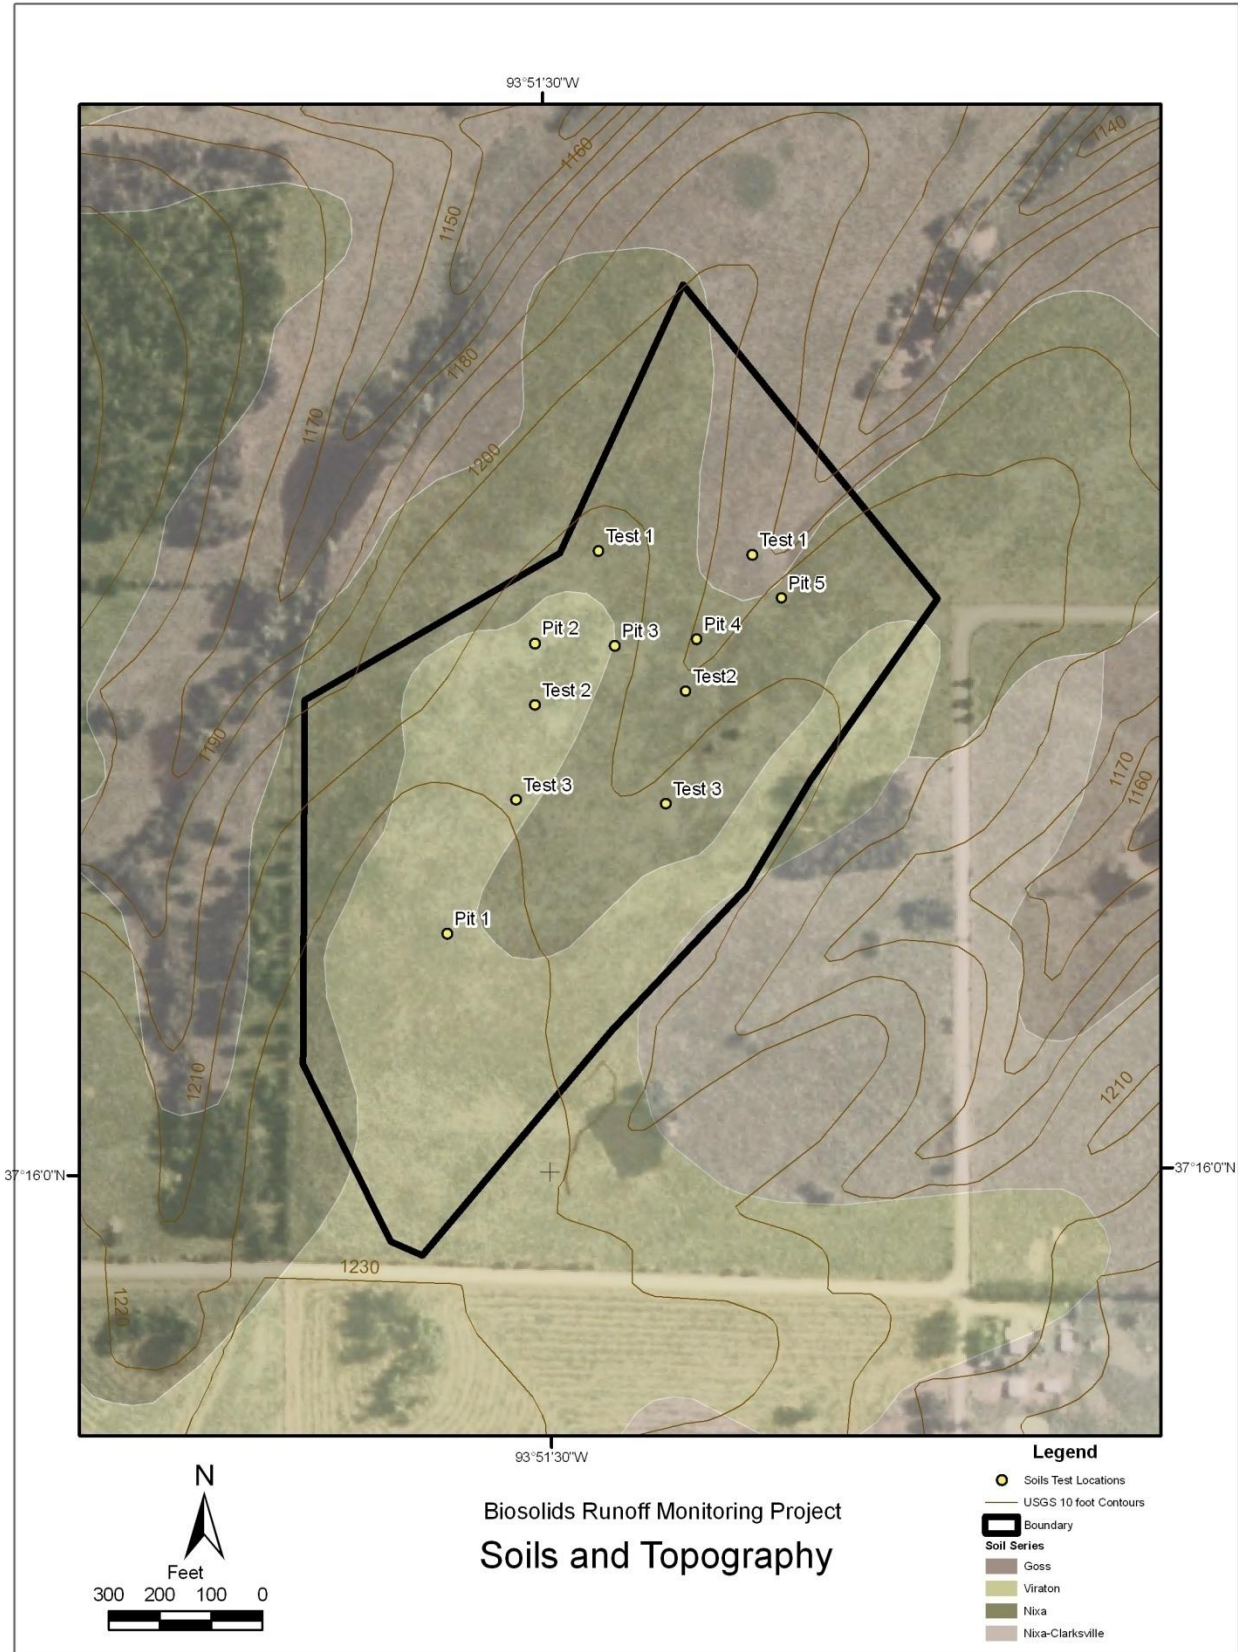 93°51'30"W
1140
1160
1150
1180
1170
1200
Test 1
Test 1
Pit 5
Pit 2
Pit 3
Pit 4
Test 2
Test2
1190
Test 3
Test 3
1170
1160
Pit 1
1210
1210
37°16'0"N
37°16'0"N
1230
1220
93°51'30"W
Legend
N
Soils Test Locations
USGS 10 foot Contours
Biosolids Runoff Monitoring Project
Boundary
Soils and Topography
Soil Series
Feet
Goss
300 200 100 0
Viraton
Nixa
Nixa-Clarksville